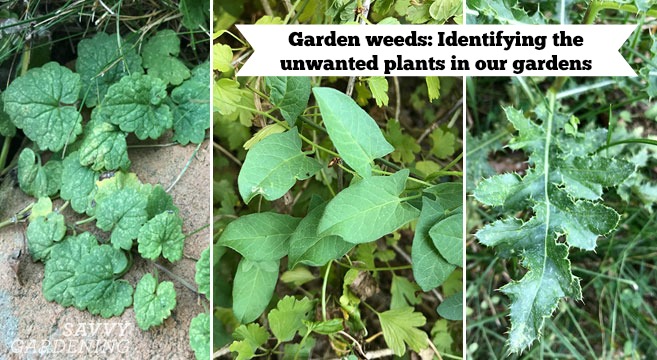 Garden weeds: Identifying the
unwanted plants in our gardens
SAVVY
GARDENING